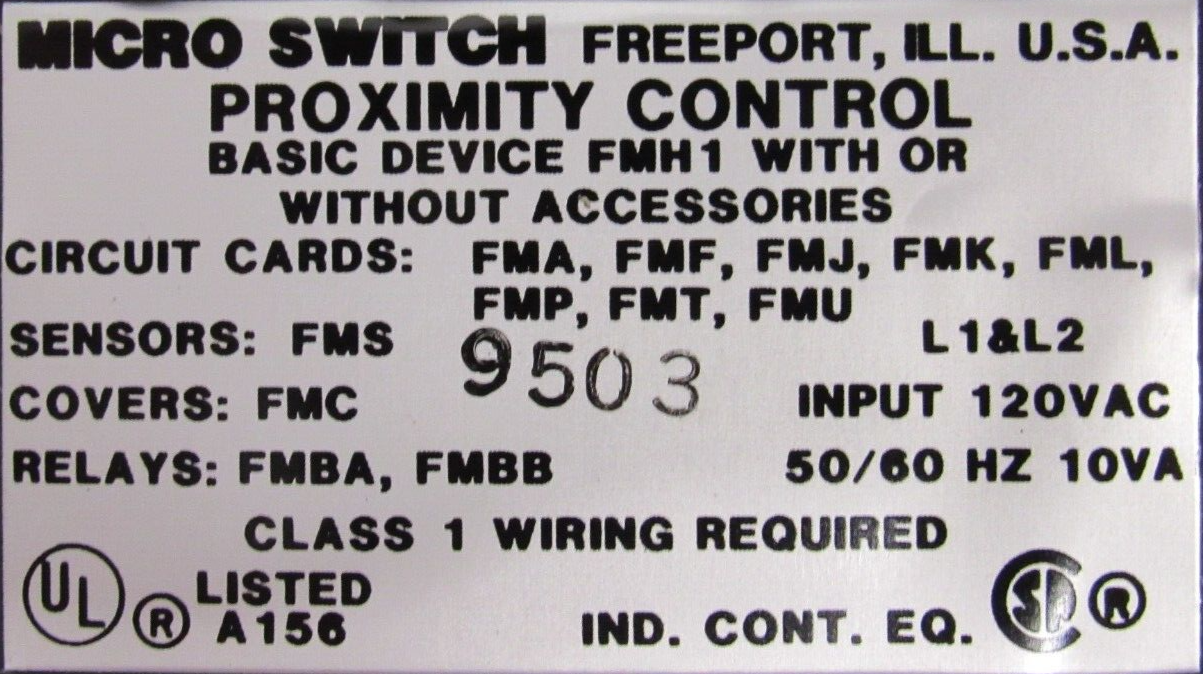 MICRO SWITCH FREEPORT, ILL. U.S.A.
PROXIMITY CONTROL
BASIC DEVICE FMH1 WITH OR
WITHOUT ACCESSORIES
CIRCUIT CARDS: FMA, FMF, FMJ, FMK, FML,
FMP, FMT, FMU
SENSORS: FMS
9503
L1&L2
COVERS: FMC
INPUT 120VAC
RELAYS: FMBA, FMBB
50/60 HZ 10VA
CLASS 1 WIRING REQUIRED
UL ® LISTED
A156
IND. CONT. EQ.
SA ®